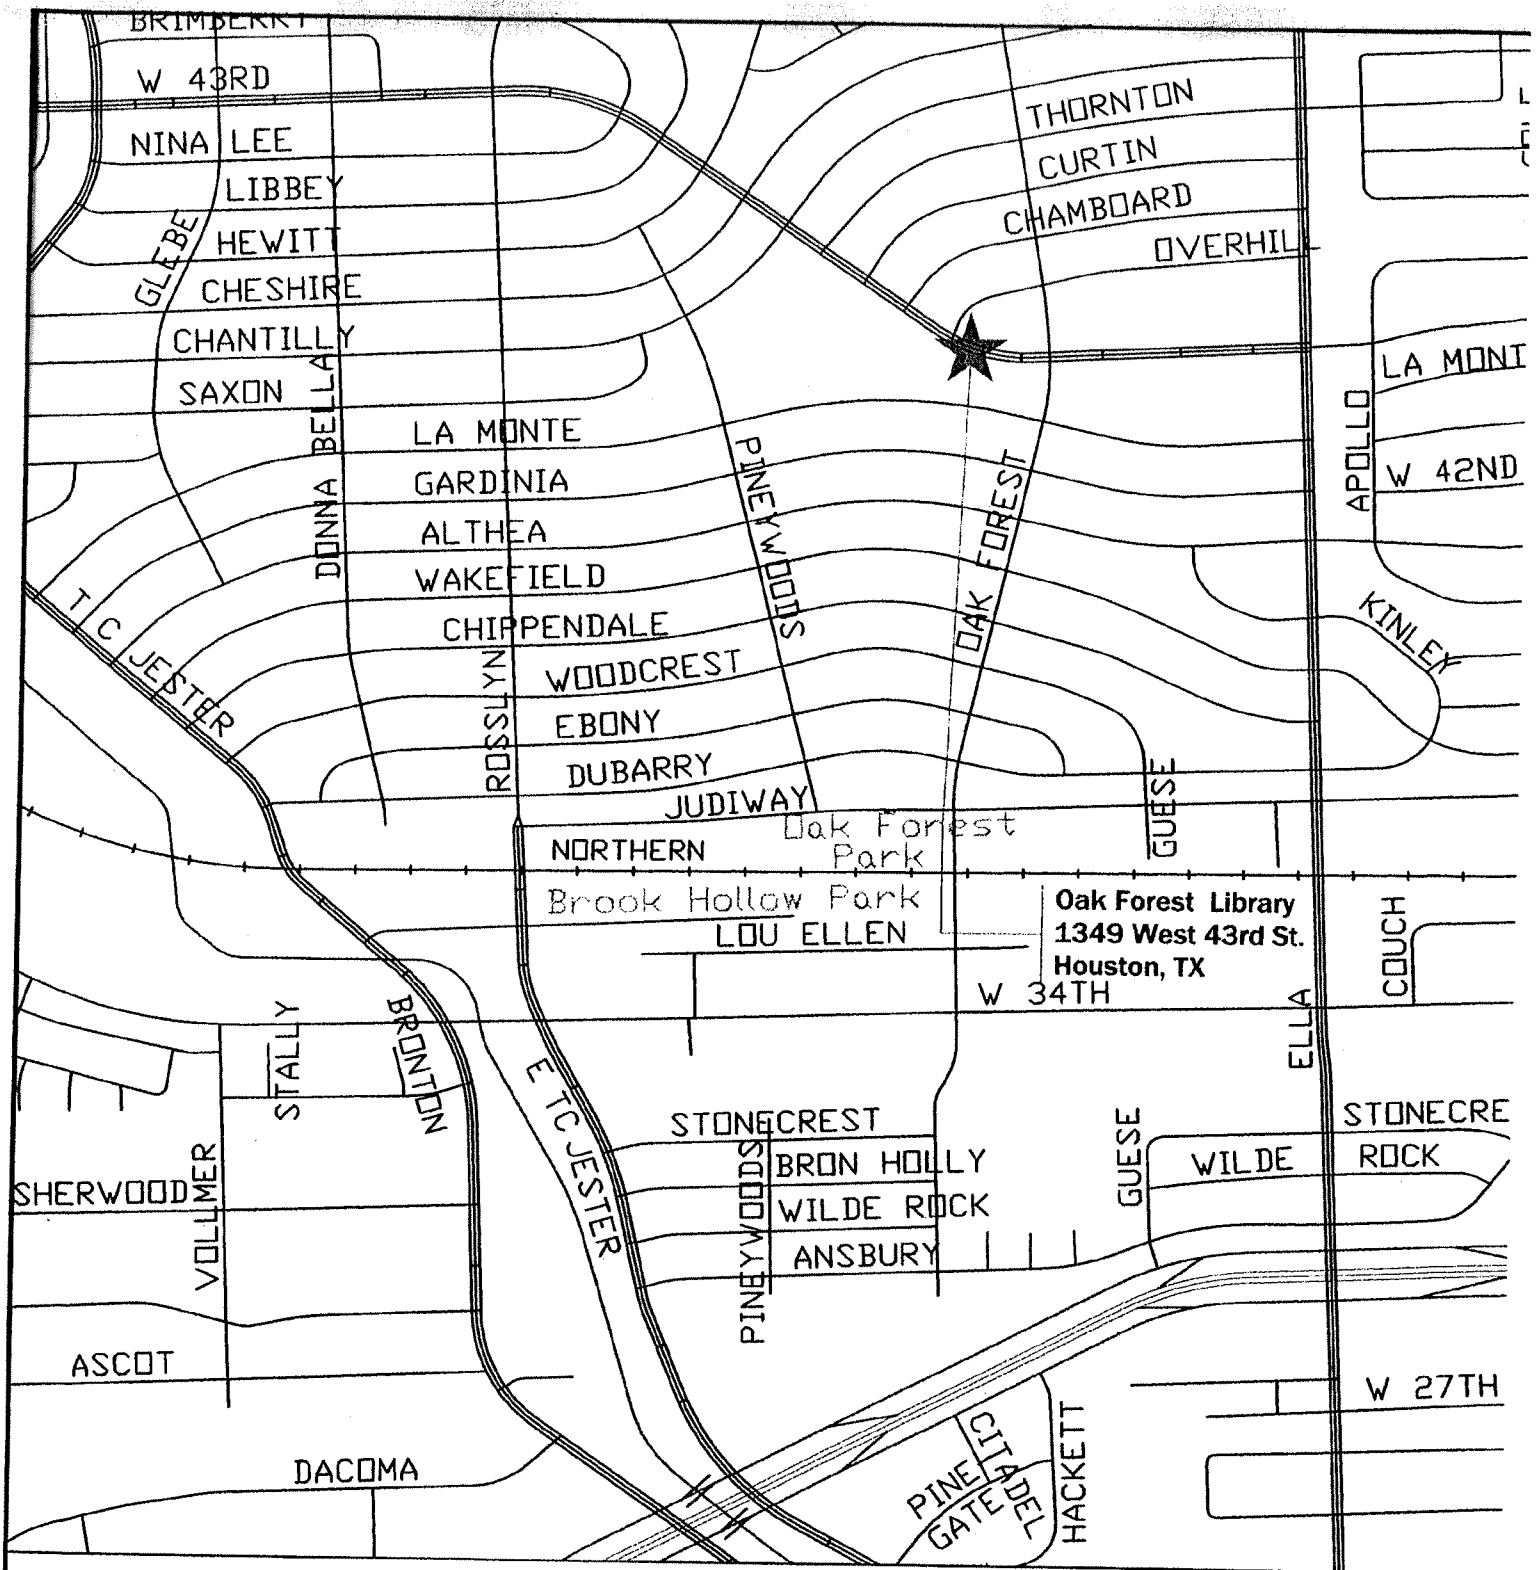 BRIMBERRY
W 43RD
NINA LEE
LIBBEY
HEWITT
GLEBE
CHESHIRE
CHANTILLY
SAXON
DONNA BELLA
THORNTON
CURTIN
CHAMBOARD
OVERHILL
LA MONT
APOLLO
W 42ND
LA MONTE
GARDINIA
ALTHEA
WAKEFIELD
CHIPPENDALE
WOODCREST
EBONY
DUBARRY
JUDIWAY
PINEYWOODS
OAK FOREST
KINLEY
T C JESTER
ROSSLYN
GUESE
NORTHERN
Oak Forest
Park
Brook Hollow Park
LOU ELLEN
Oak Forest Library
1349 West 43rd St.
Houston, TX
W 34TH
COUCH
ELLA
STALLY
BRONTON
E TC JESTER
STONECREST
BRON HOLLY
WILDE ROCK
ANSBURY
PINEYWOODS
GUESE
STONECRE
WILDE ROCK
SHERWOOD
VOLLMER
ASCOT
DACOMA
W 27TH
CITADEL
PINE
GATE
HACKETT